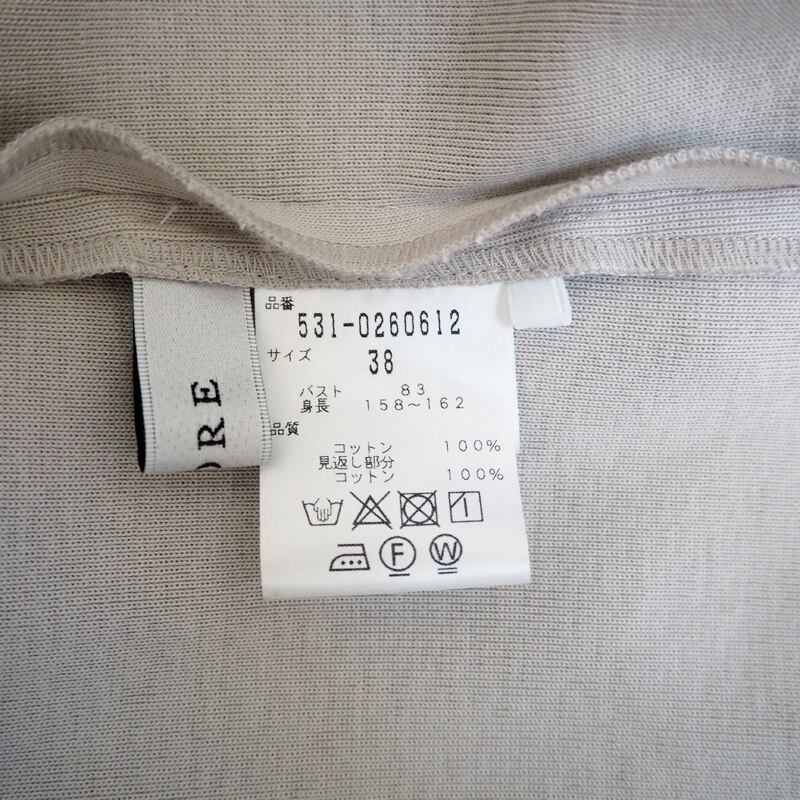 品番
531-0260612
サイズ
38
バスト 83
身長 158~162
品質
コットン 100%
見返し部分
コットン 100%
F W
ORE